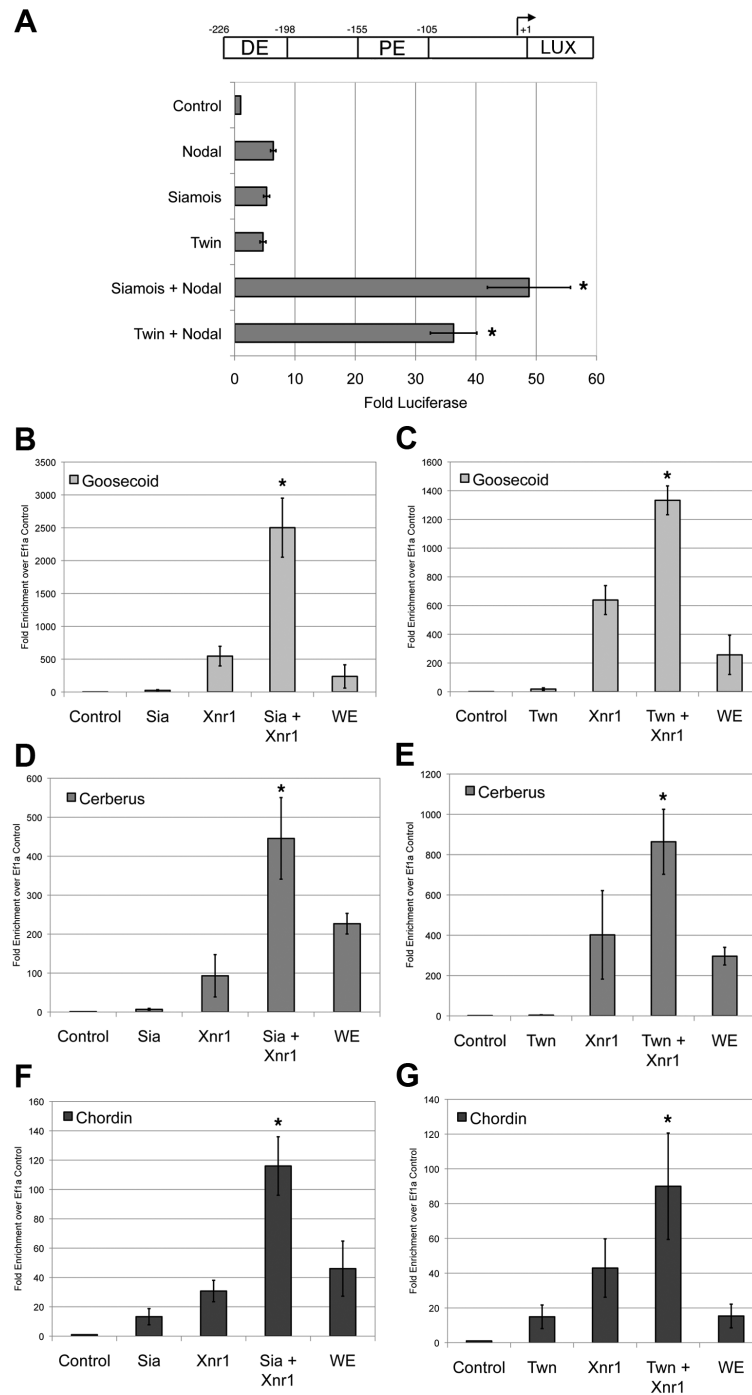 A
-226 -198 -155 -105 +1
DE PE LUX
Control
Nodal
Siamois
Twin
Siamois + Nodal *
Twin + Nodal *
0 10 20 30 40 50 60
Fold Luciferase
B
Fold Enrichment over Ef1a Control
3500
3000
2500
2000
1500
1000
500
0
Goosecoid
*
Control Sia Xnr1 Sia + WE
Xnr1
C
Fold Enrichment over Ef1a Control
1600
1400
1200
1000
800
600
400
200
0
Goosecoid
*
Control Twn Xnr1 Twn + WE
Xnr1
D
Fold Enrichment over Ef1a Control
600
500
400
300
200
100
0
Cerberus
*
Control Sia Xnr1 Sia + WE
Xnr1
E
Fold Enrichment over Ef1a Control
1200
1000
800
600
400
200
0
Cerberus
*
Control Twn Xnr1 Twn + WE
Xnr1
F
Fold Enrichment over Ef1a Control
160
140
120
100
80
60
40
20
0
Chordin
*
Control Sia Xnr1 Sia + WE
Xnr1
G
Fold Enrichment over Ef1a Control
140
120
100
80
60
40
20
0
Chordin
*
Control Twn Xnr1 Twn + WE
Xnr1